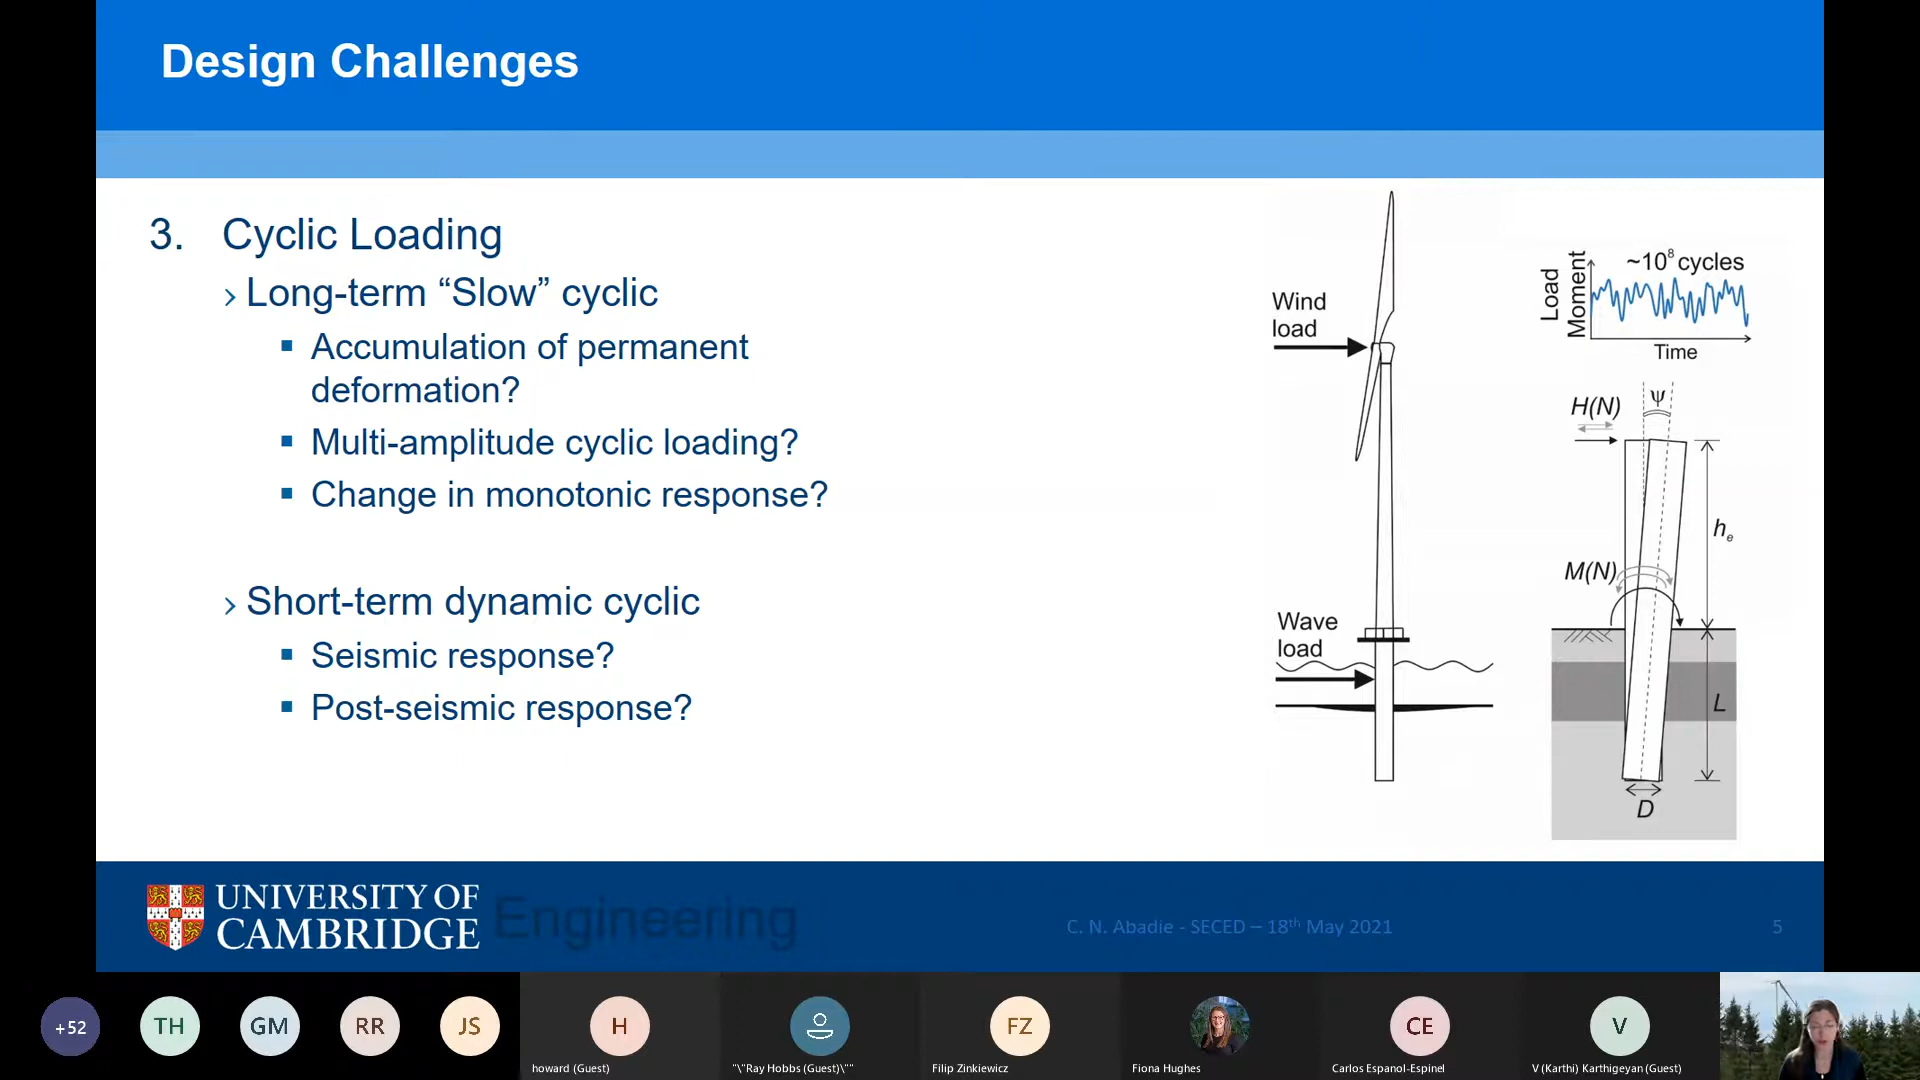 Design Challenges
3. Cyclic Loading
› Long-term “Slow” cyclic
▪ Accumulation of permanent
deformation?
▪ Multi-amplitude cyclic loading?
▪ Change in monotonic response?
› Short-term dynamic cyclic
▪ Seismic response?
▪ Post-seismic response?
Wind
load
Wave
load
~10⁸ cycles
Load
Moment
Time
ψ
H(N)
hₑ
M(N)
L
D
UNIVERSITY OF
CAMBRIDGE
Engineering
C. N. Abadie - SECED – 18ᵗʰ May 2021
5
+52
TH
GM
RR
JS
H
FZ
CE
V
howard (Guest)
"\"Ray Hobbs (Guest)\""
Filip Zinkiewicz
Fiona Hughes
Carlos Espanol-Espinel
V (Karthi) Karthigeyan (Guest)